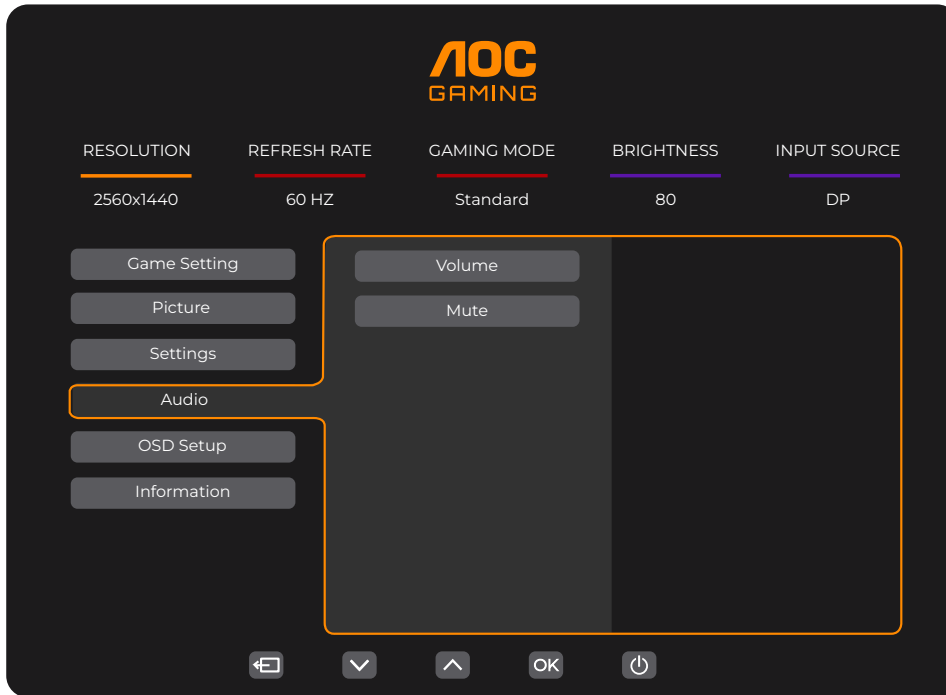 AOC
GAMING
RESOLUTION REFRESH RATE GAMING MODE BRIGHTNESS INPUT SOURCE
2560x1440 60 HZ Standard 80 DP
Game Setting
Picture
Settings
Audio
OSD Setup
Information
Volume
Mute
OK